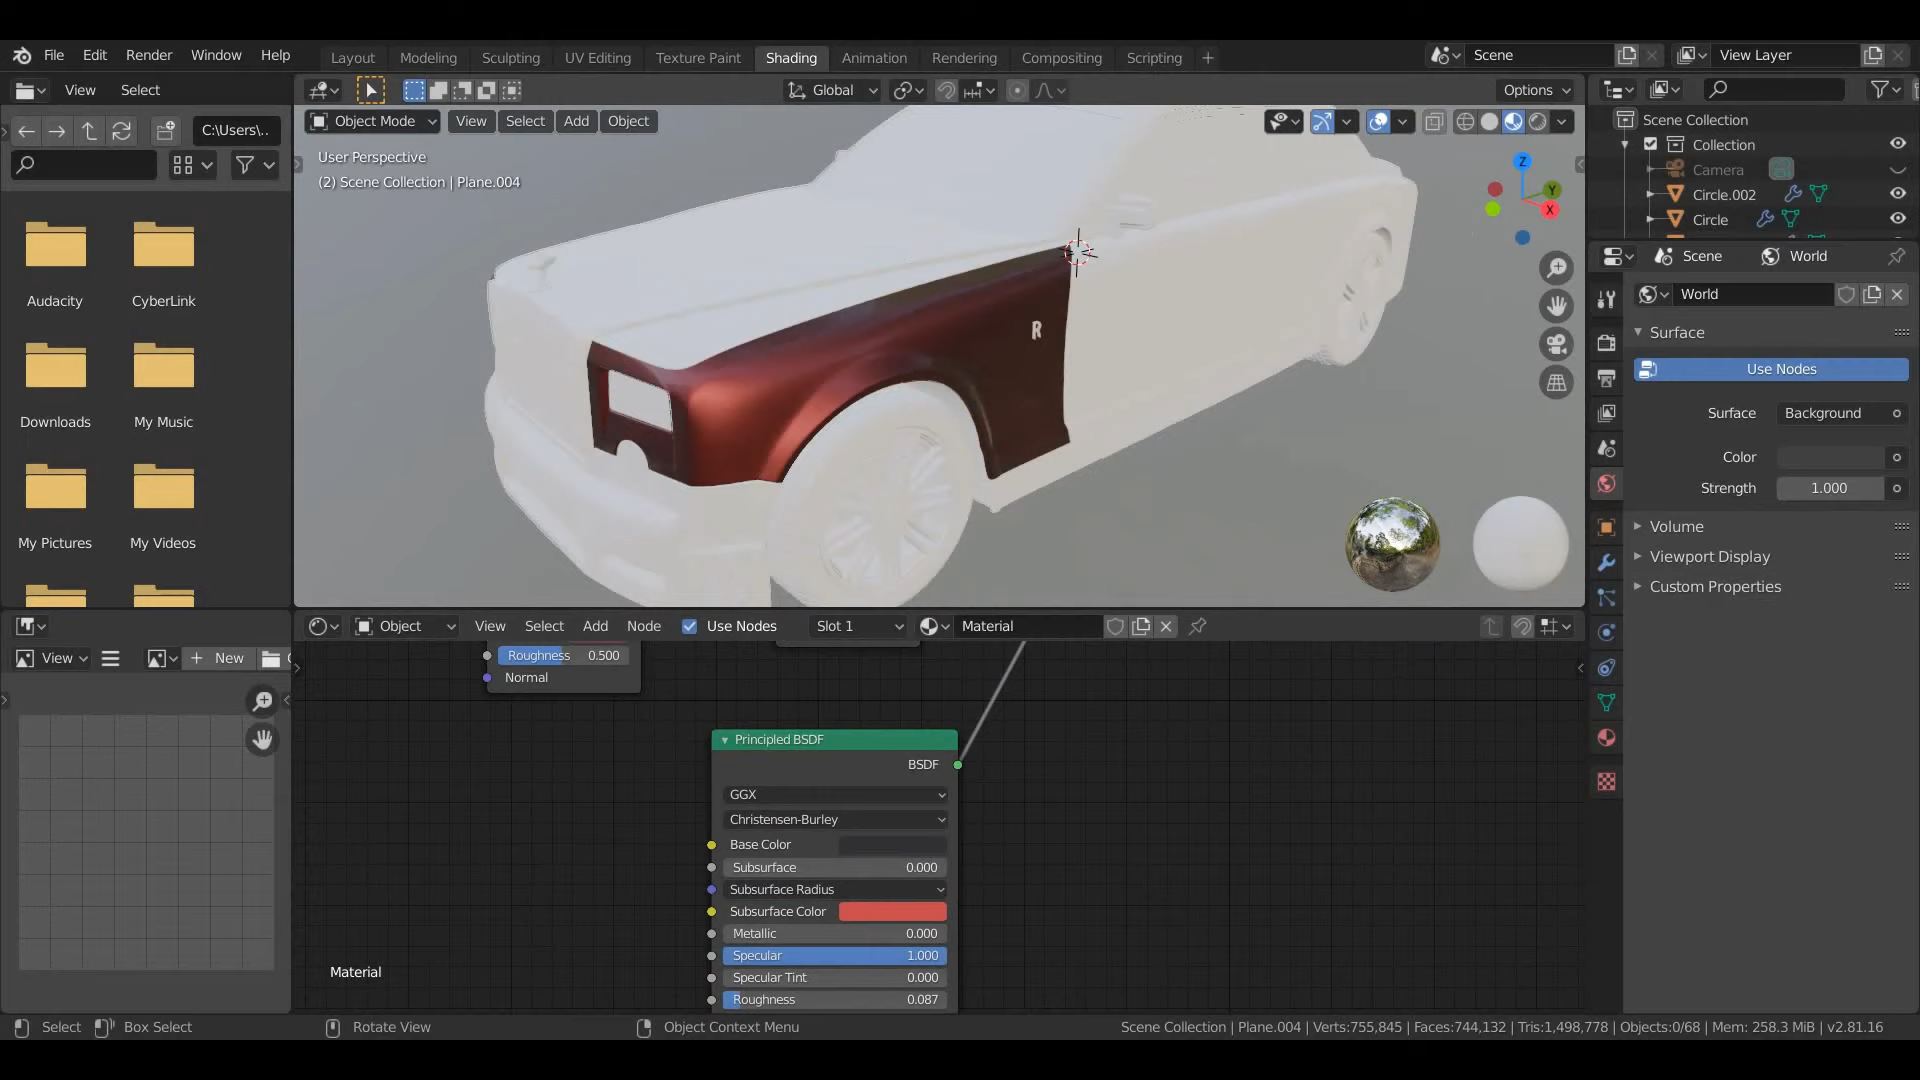 File Edit Render Window Help
Layout Modeling Sculpting UV Editing Texture Paint Shading Animation Rendering Compositing Scripting +
Scene
View Layer
View Select
C:\Users\..
Audacity
CyberLink
Downloads
My Music
My Pictures
My Videos
Global
Options
Object Mode View Select Add Object
User Perspective
(2) Scene Collection | Plane.004
R
Z
Y
X
Scene Collection
Collection
Camera
Circle.002
Circle
Scene World
World
Surface
Use Nodes
Surface Background
Color
Strength 1.000
Volume
Viewport Display
Custom Properties
View New
Object View Select Add Node Use Nodes Slot 1 Material
Roughness 0.500
Normal
Principled BSDF
BSDF
GGX
Christensen-Burley
Base Color
Subsurface 0.000
Subsurface Radius
Subsurface Color
Metallic 0.000
Specular 1.000
Specular Tint 0.000
Roughness 0.087
Material
Select Box Select Rotate View Object Context Menu
Scene Collection | Plane.004 | Verts:755,845 | Faces:744,132 | Tris:1,498,778 | Objects:0/68 | Mem: 258.3 MiB | v2.81.16